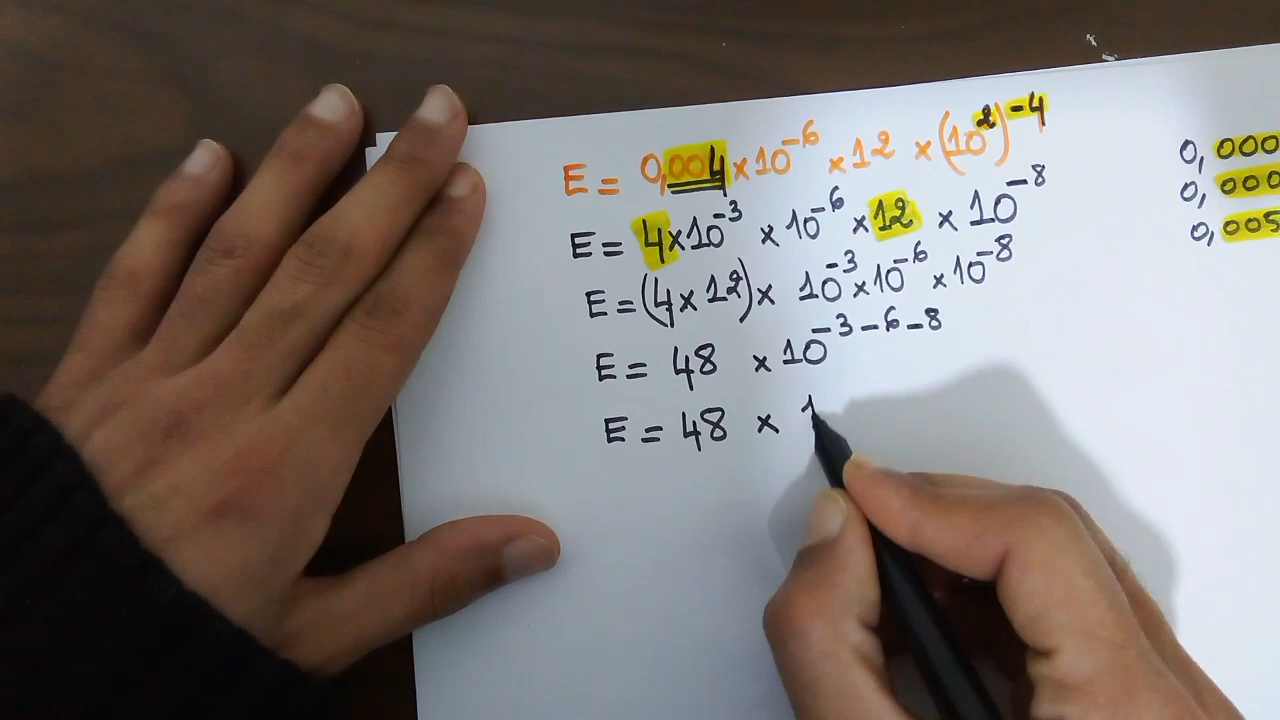 E = 0,004 × 10⁻⁶ × 12 × (10²)⁻⁴
E = 4 × 10⁻³ × 10⁻⁶ × 12 × 10⁻⁸
E = (4 × 12) × 10⁻³ × 10⁻⁶ × 10⁻⁸
E = 48 × 10⁻³⁻⁶⁻⁸
E = 48 × 1
0,000
0,000
0,005